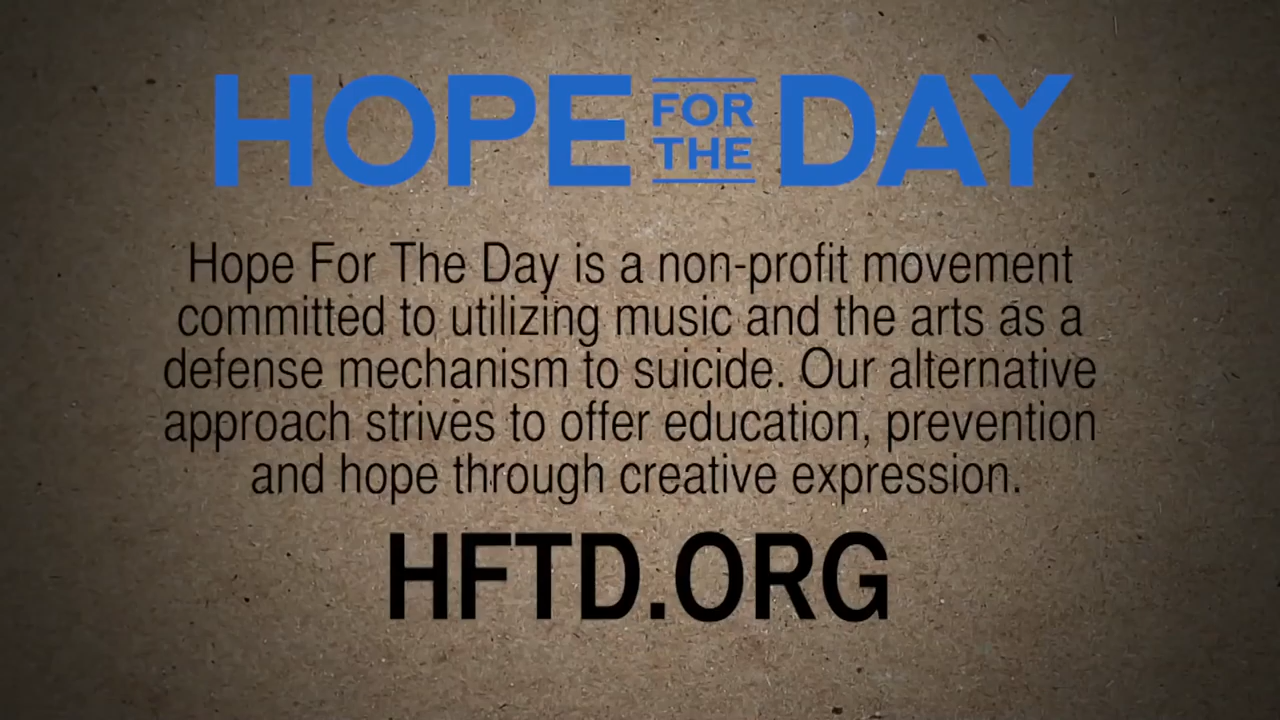 HOPE FOR THE DAY
Hope For The Day is a non-profit movement
committed to utilizing music and the arts as a
defense mechanism to suicide. Our alternative
approach strives to offer education, prevention
and hope through creative expression.
HFTD.ORG